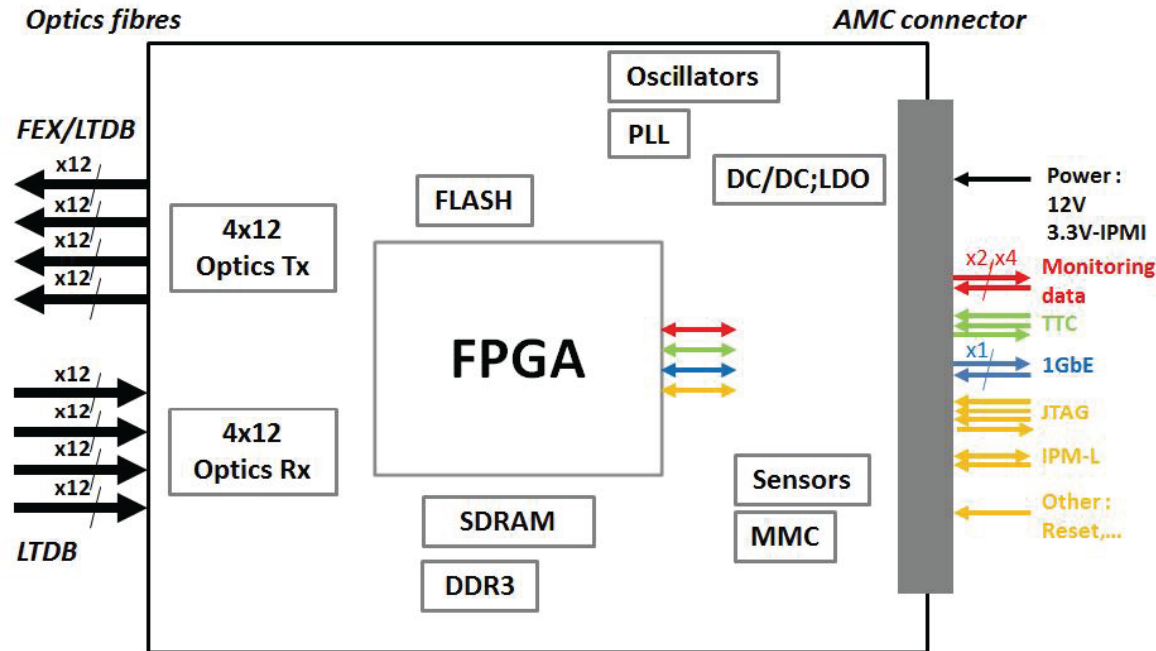 Optics fibres
AMC connector
FEX/LTDB
x12
x12
x12
x12
4x12
Optics Tx
x12
x12
x12
x12
4x12
Optics Rx
LTDB
Oscillators
PLL
DC/DC;LDO
FLASH
FPGA
SDRAM
DDR3
Sensors
MMC
Power :
12V
3.3V-IPMI
x2,x4
Monitoring
data
TTC
x1
1GbE
JTAG
IPM-L
Other :
Reset,...